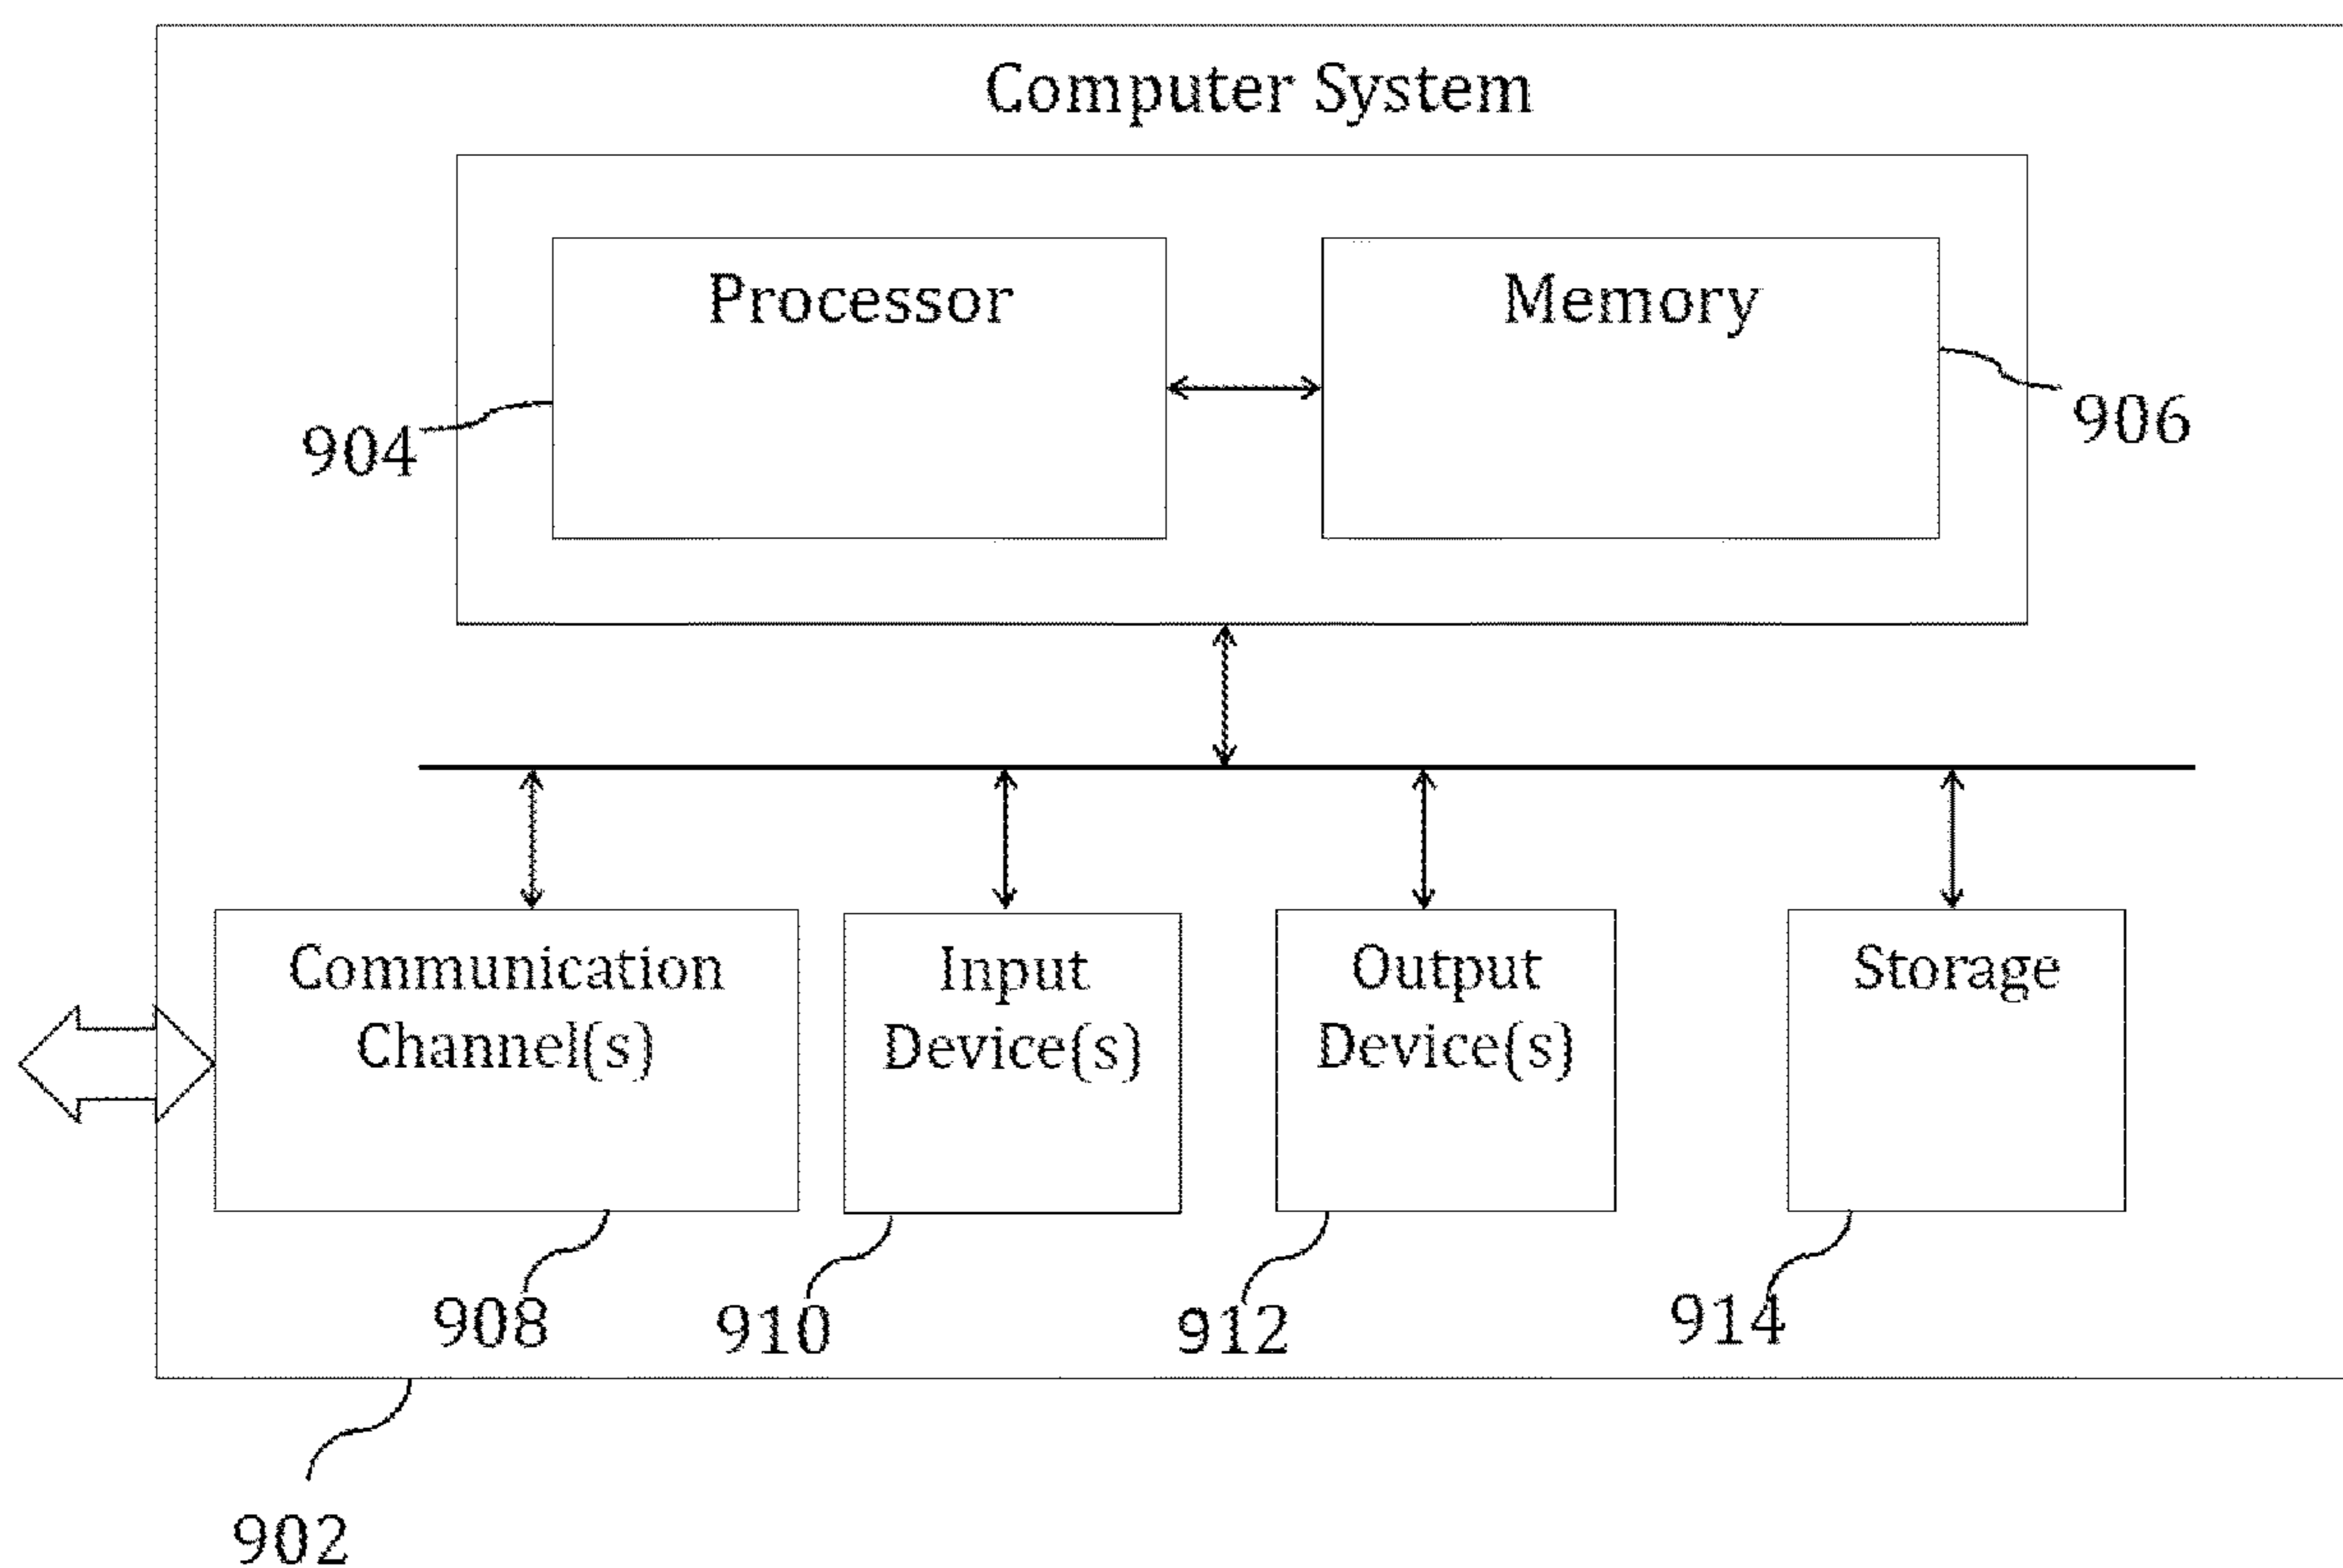 Computer System
Processor
Memory
904
906
Communication
Channel(s)
Input
Device(s)
Output
Device(s)
Storage
908
910
912
914
902